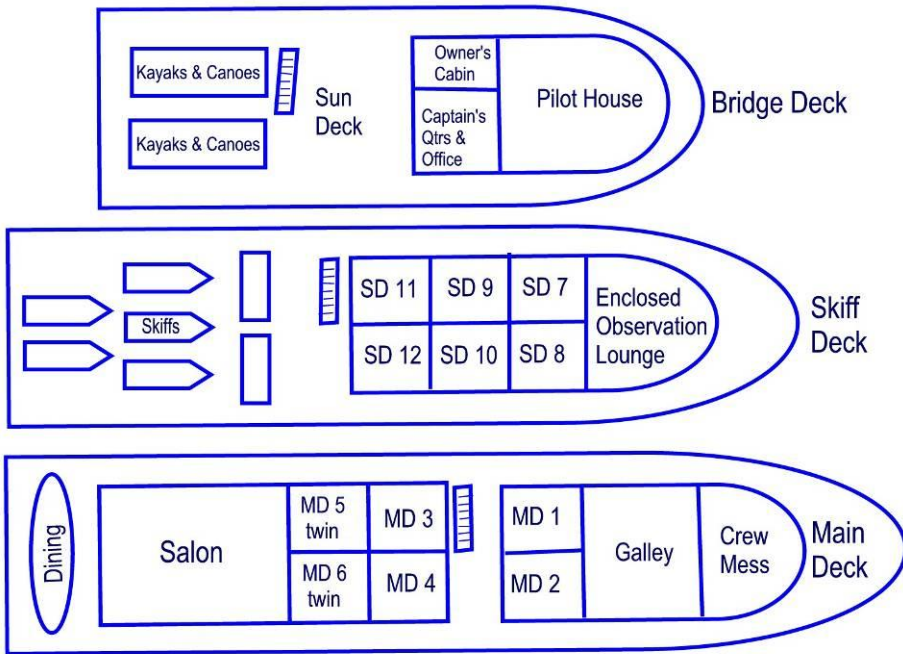 Kayaks & Canoes
Kayaks & Canoes
Sun
Deck
Owner's
Cabin
Captain's
Qtrs &
Office
Pilot House
Bridge Deck
Skiffs
SD 11
SD 9
SD 7
SD 12
SD 10
SD 8
Enclosed
Observation
Lounge
Skiff
Deck
Dining
Salon
MD 5
twin
MD 3
MD 6
twin
MD 4
MD 1
MD 2
Galley
Crew
Mess
Main
Deck